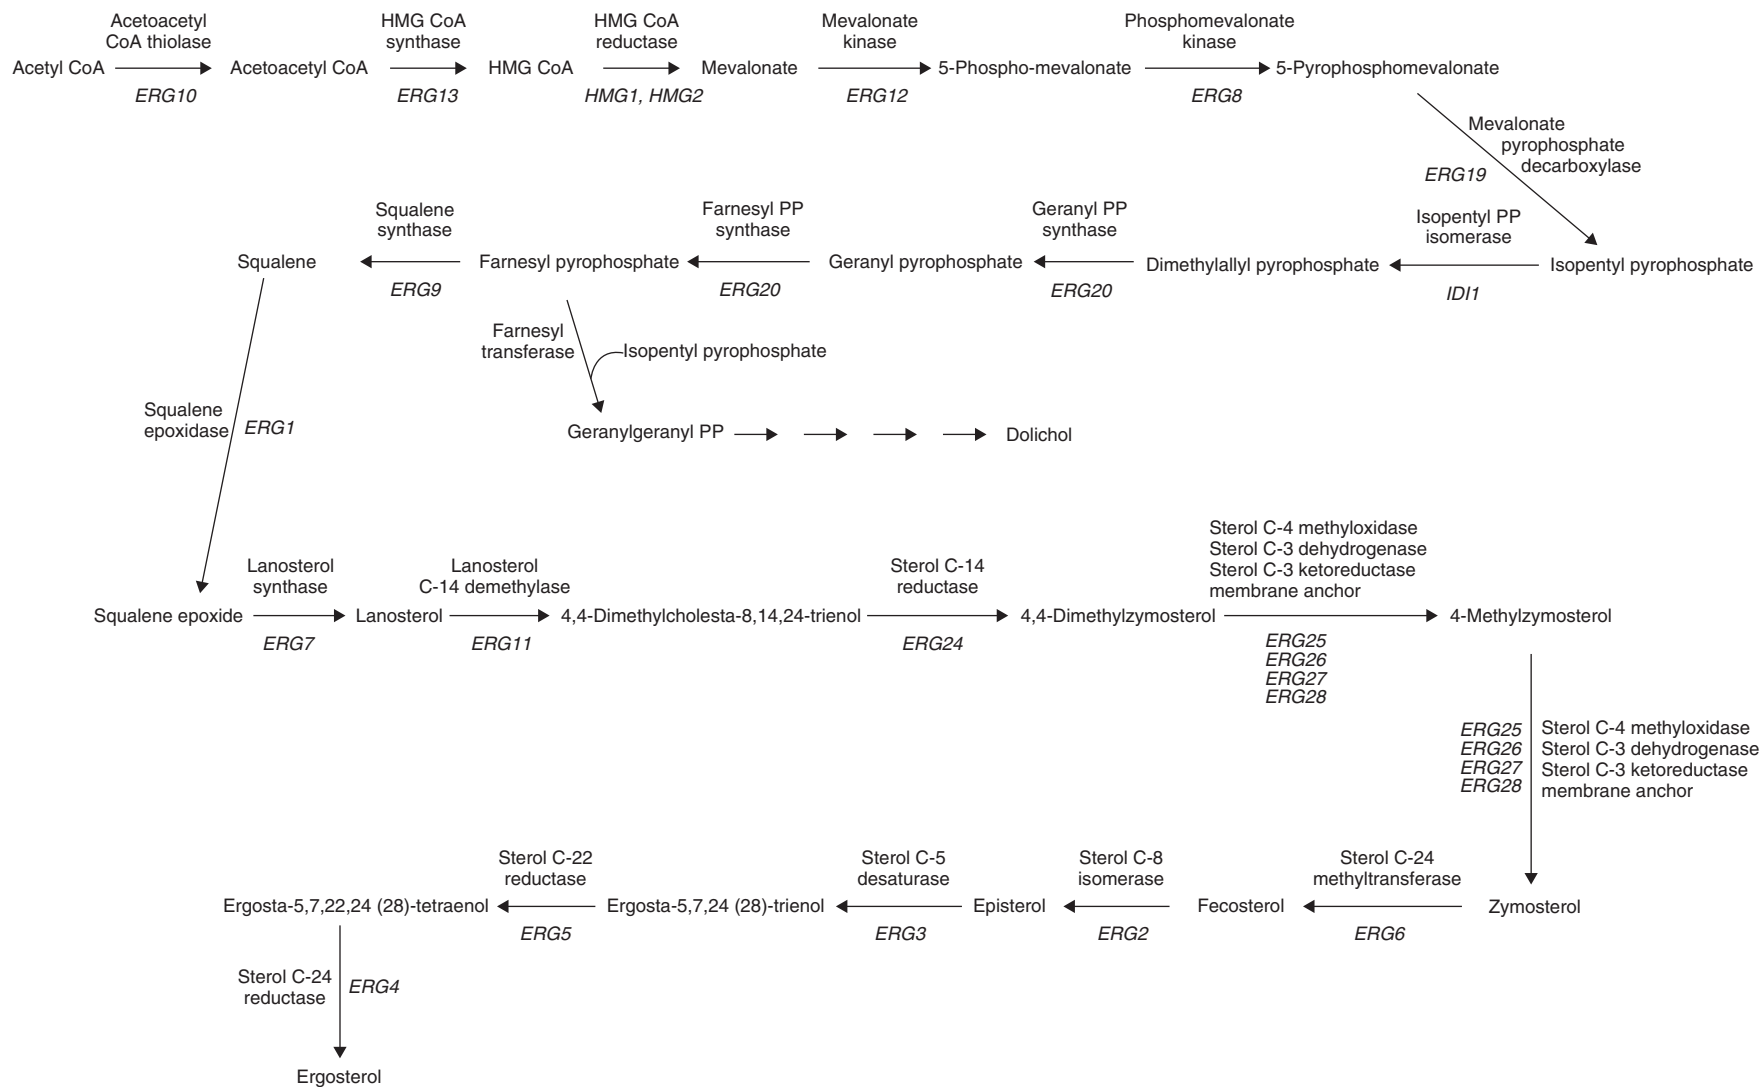 Acetoacetyl
CoA thiolase
HMG CoA
synthase
HMG CoA
reductase
Mevalonate
kinase
Phosphomevalonate
kinase
Acetyl CoA
Acetoacetyl CoA
HMG CoA
Mevalonate
5-Phospho-mevalonate
5-Pyrophosphomevalonate
ERG10
ERG13
HMG1, HMG2
ERG12
ERG8
Mevalonate
pyrophosphate
decarboxylase
ERG19
Squalene
synthase
Farnesyl PP
synthase
Geranyl PP
synthase
Isopentyl PP
isomerase
Squalene
Farnesyl pyrophosphate
Geranyl pyrophosphate
Dimethylallyl pyrophosphate
Isopentyl pyrophosphate
ERG9
ERG20
ERG20
IDI1
Farnesyl
transferase
Isopentyl pyrophosphate
Squalene
epoxidase
ERG1
Geranylgeranyl PP
Dolichol
Lanosterol
synthase
Lanosterol
C-14 demethylase
Sterol C-14
reductase
Sterol C-4 methyloxidase
Sterol C-3 dehydrogenase
Sterol C-3 ketoreductase
membrane anchor
Squalene epoxide
Lanosterol
4,4-Dimethylcholesta-8,14,24-trienol
4,4-Dimethylzymosterol
4-Methylzymosterol
ERG7
ERG11
ERG24
ERG25
ERG26
ERG27
ERG28
ERG25
ERG26
ERG27
ERG28
Sterol C-4 methyloxidase
Sterol C-3 dehydrogenase
Sterol C-3 ketoreductase
membrane anchor
Sterol C-22
reductase
Sterol C-5
desaturase
Sterol C-8
isomerase
Sterol C-24
methyltransferase
Ergosta-5,7,22,24 (28)-tetraenol
Ergosta-5,7,24 (28)-trienol
Episterol
Fecosterol
Zymosterol
ERG5
ERG3
ERG2
ERG6
Sterol C-24
reductase
ERG4
Ergosterol